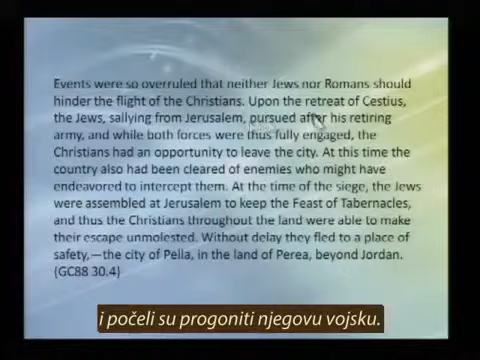 Events were so overruled that neither Jews nor Romans should
hinder the flight of the Christians. Upon the retreat of Cestius,
the Jews, sallying from Jerusalem, pursued after his retiring
army, and while both forces were thus fully engaged, the
Christians had an opportunity to leave the city. At this time the
country also had been cleared of enemies who might have
endeavored to intercept them. At the time of the siege, the Jews
were assembled at Jerusalem to keep the Feast of Tabernacles,
and thus the Christians throughout the land were able to make
their escape unmolested. Without delay they fled to a place of
safety,—the city of Pella, in the land of Perea, beyond Jordan.
(GC88 30.4)
i počeli su progoniti njegovu vojsku.